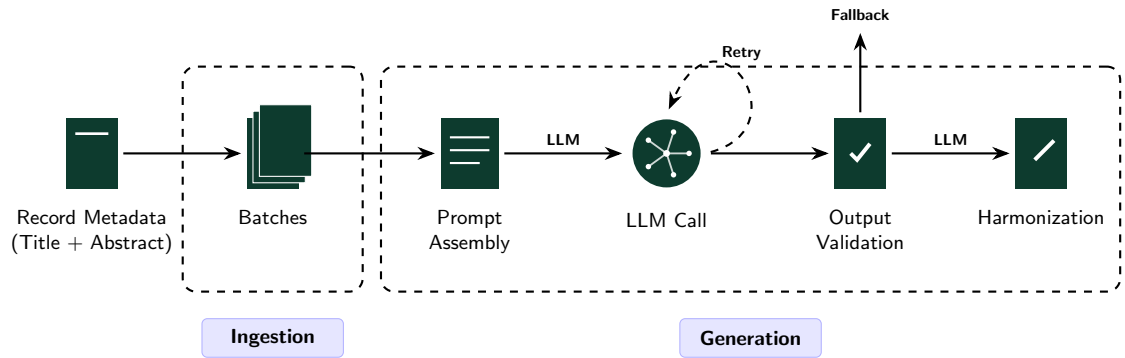 Fallback
Retry
LLM
LLM
Record Metadata
(Title + Abstract)
Batches
Prompt
Assembly
LLM Call
Output
Validation
Harmonization
Ingestion
Generation